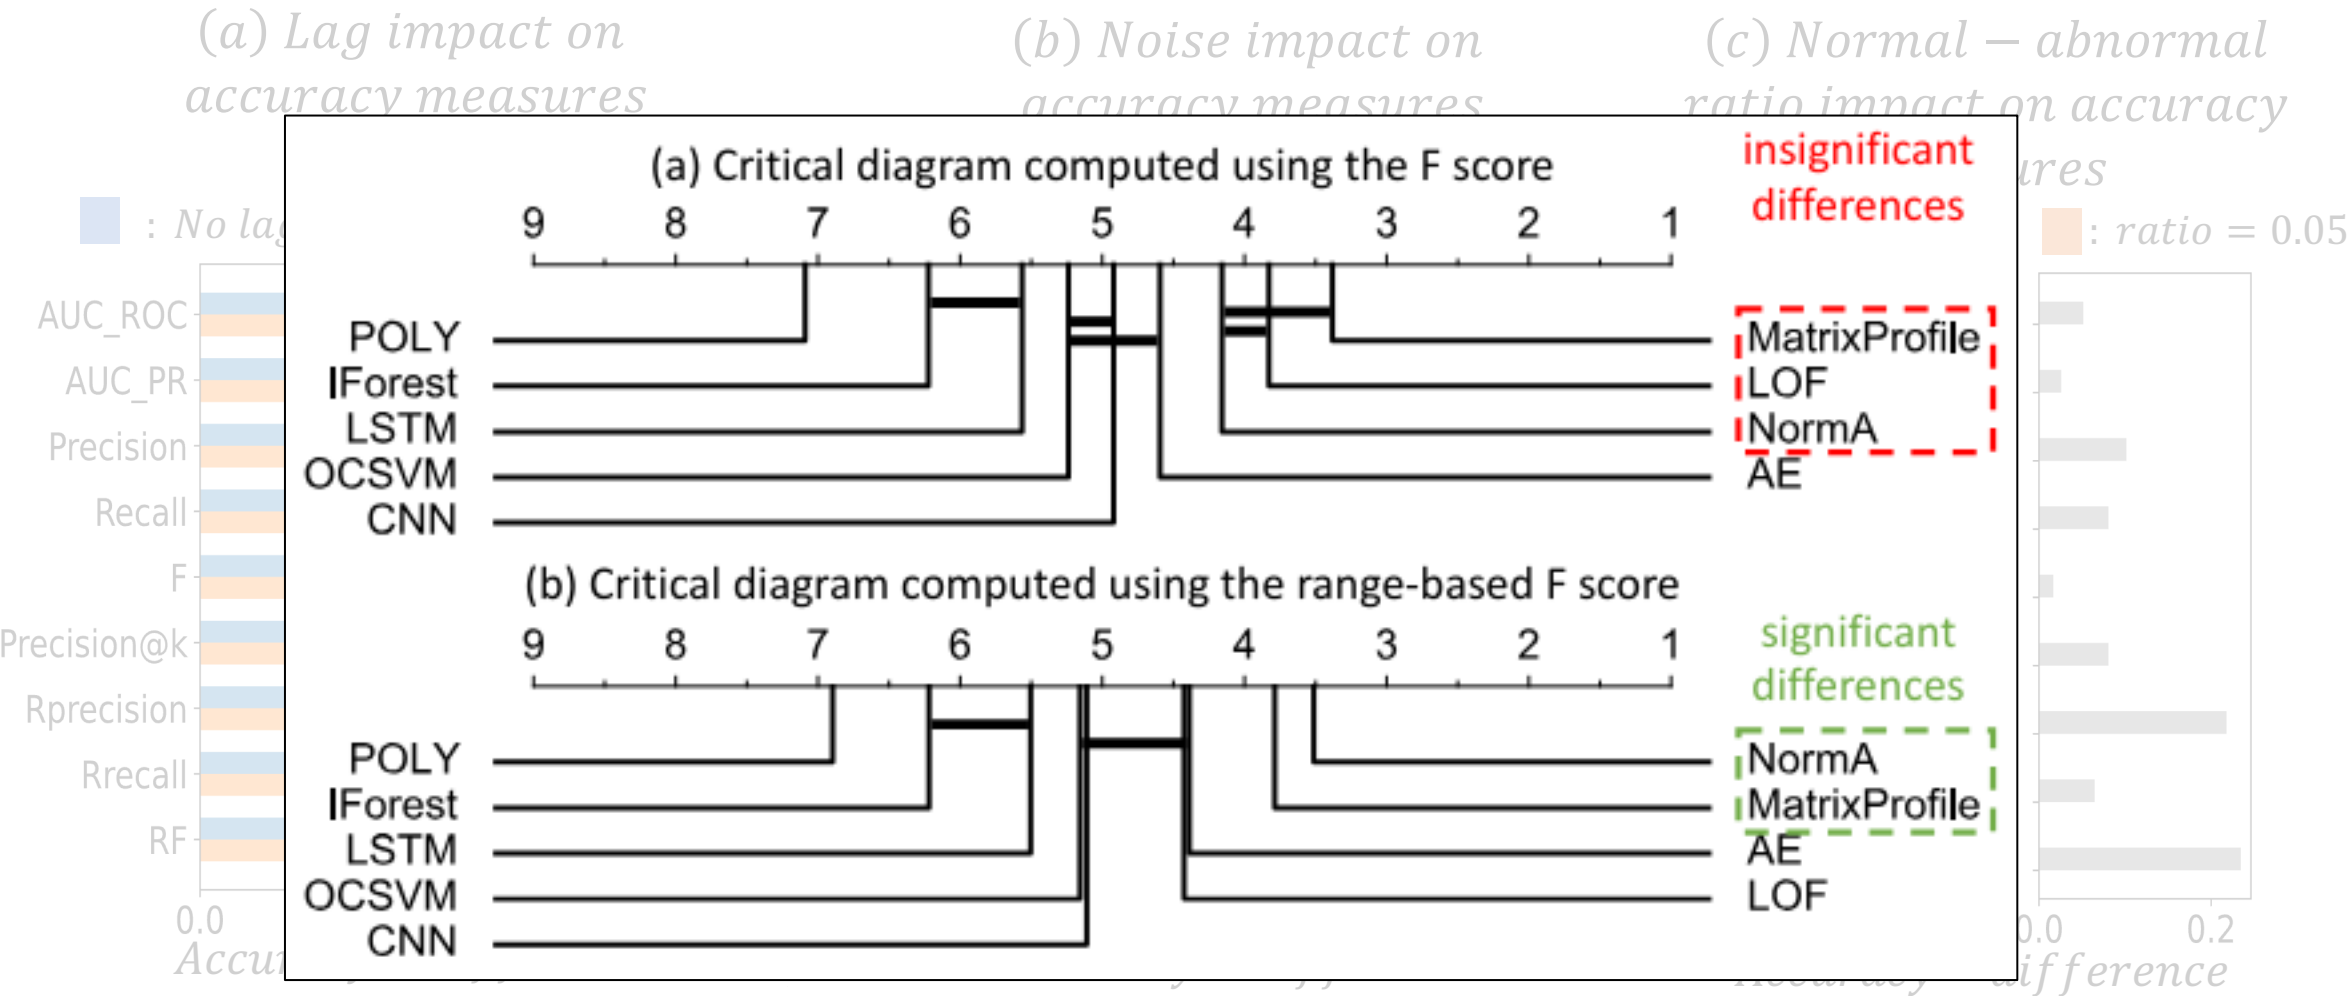 (a) Lag impact on
accuracy measures
(b) Noise impact on
accuracy measures
(c) Normal − abnormal
ratio impact on accuracy
: No lag
: ratio = 0.05
AUC_ROC
AUC_PR
Precision
Recall
F
Precision@k
Rprecision
Rrecall
RF
0.0
(a) Critical diagram computed using the F score
insignificant
differences
9 8 7 6 5 4 3 2 1
POLY
IForest
LSTM
OCSVM
CNN
MatrixProfile
LOF
NormA
AE
(b) Critical diagram computed using the range-based F score
significant
differences
9 8 7 6 5 4 3 2 1
POLY
IForest
LSTM
OCSVM
CNN
NormA
MatrixProfile
AE
LOF
0.0 0.2